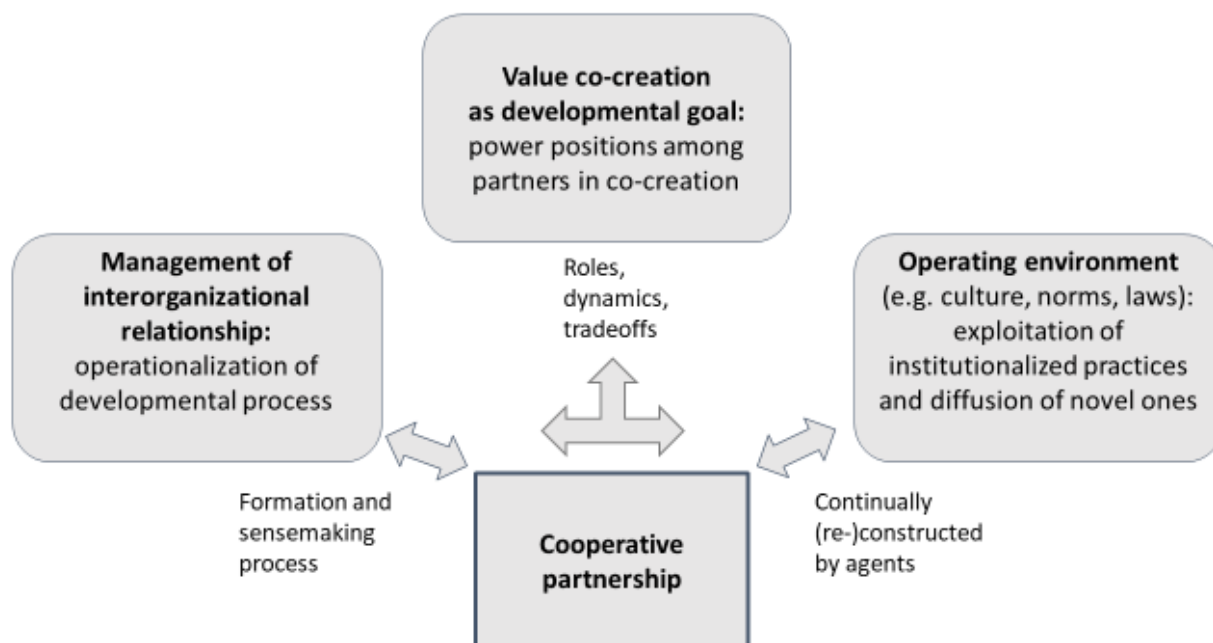 Value co-creation
as developmental goal:
power positions among
partners in co-creation
Management of
interorganizational
relationship:
operationalization of
developmental process
Roles,
dynamics,
tradeoffs
Operating environment
(e.g. culture, norms, laws):
exploitation of
institutionalized practices
and diffusion of novel ones
Formation and
sensemaking
process
Cooperative
partnership
Continually
(re-)constructed
by agents